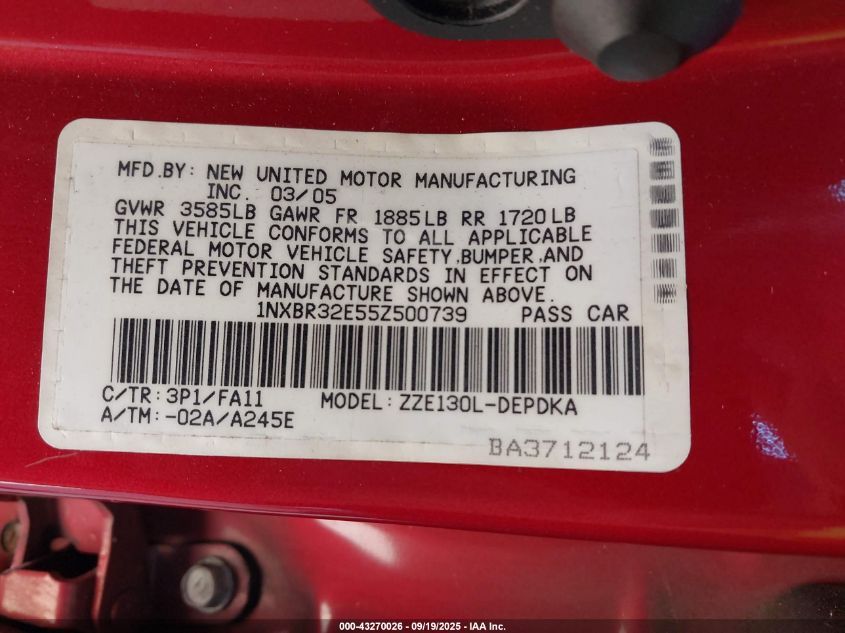 MFD.BY: NEW UNITED MOTOR MANUFACTURING
INC. 03/05
GVWR 3585LB GAWR FR 1885LB RR 1720LB
THIS VEHICLE CONFORMS TO ALL APPLICABLE
FEDERAL MOTOR VEHICLE SAFETY,BUMPER,AND
THEFT PREVENTION STANDARDS IN EFFECT ON
THE DATE OF MANUFACTURE SHOWN ABOVE.
1NXBR32E55Z500739 PASS CAR
C/TR: 3P1/FA11 MODEL: ZZE130L-DEPDKA
A/TM:-02A/A245E
BA3712124
000-43270026 - 09/19/2025 - IAA Inc.